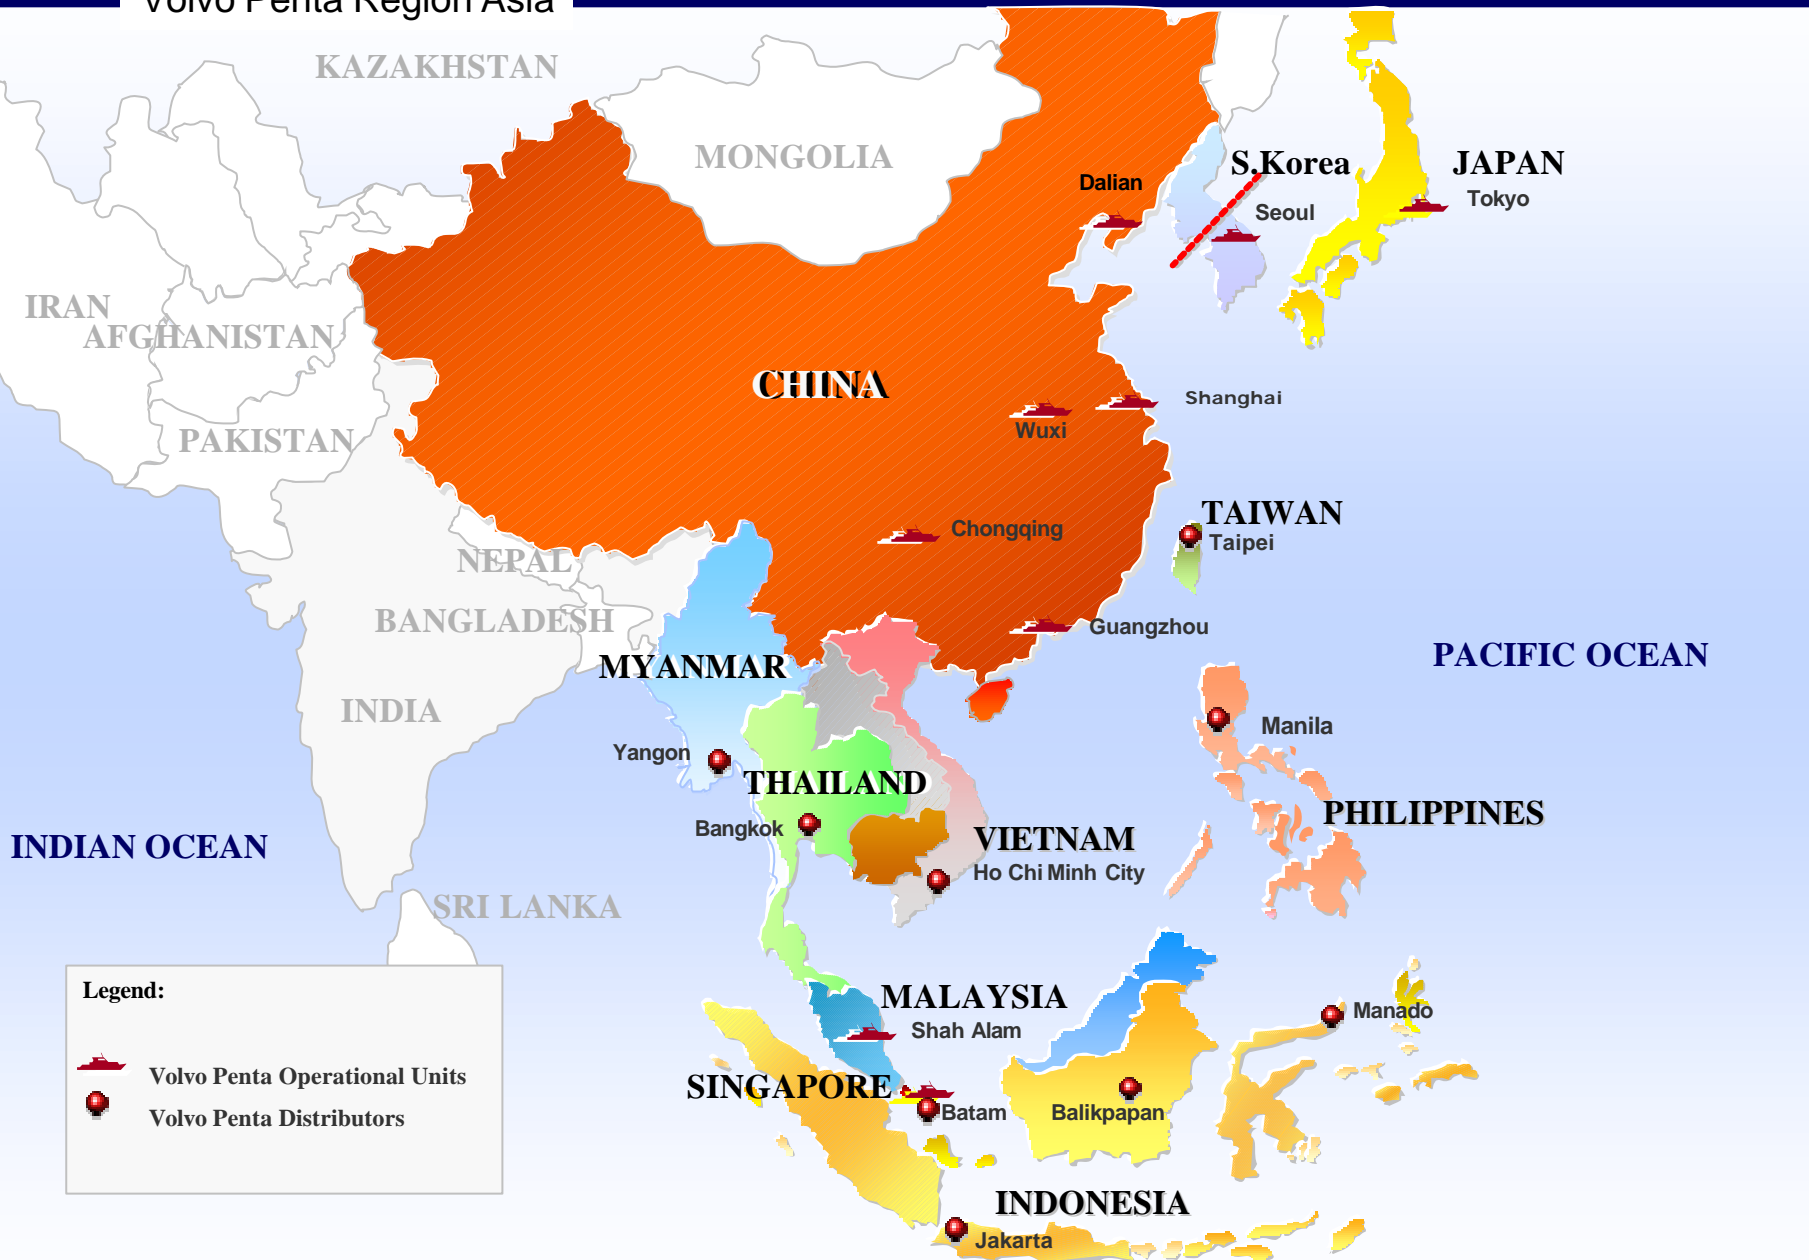 Volvo Penta Region Asia
KAZAKHSTAN
MONGOLIA
S.Korea
JAPAN
Dalian
Tokyo
Seoul
IRAN
AFGHANISTAN
CHINA
Shanghai
Wuxi
PAKISTAN
TAIWAN
Chongqing
Taipei
NEPAL
BANGLADESH
Guangzhou
PACIFIC OCEAN
MYANMAR
INDIA
Manila
Yangon
THAILAND
PHILIPPINES
Bangkok
VIETNAM
INDIAN OCEAN
Ho Chi Minh City
SRI LANKA
Legend:
MALAYSIA
Manado
Shah Alam
Volvo Penta Operational Units
SINGAPORE
Batam
Balikpapan
Volvo Penta Distributors
INDONESIA
Jakarta